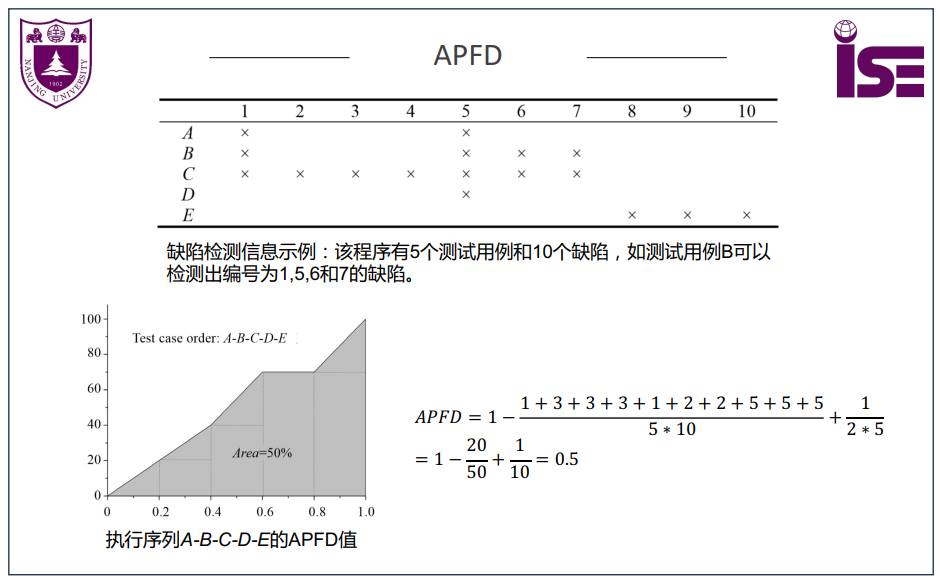 APFD
NANJING UNIVERSITY
1902
iSE
1 2 3 4 5 6 7 8 9 10
A × ×
B × × × ×
C × × × × × × ×
D ×
E × × ×
缺陷检测信息示例：该程序有5个测试用例和10个缺陷，如测试用例B可以
检测出编号为1,5,6和7的缺陷。
Test case order: A-B-C-D-E
100
80
60
40
20
0
Area=50%
0 0.2 0.4 0.6 0.8 1.0
执行序列A-B-C-D-E的APFD值
APFD = 1 − (1 + 3 + 3 + 3 + 1 + 2 + 2 + 5 + 5 + 5)/(5 * 10) + 1/(2 * 5)
= 1 − 20/50 + 1/10 = 0.5